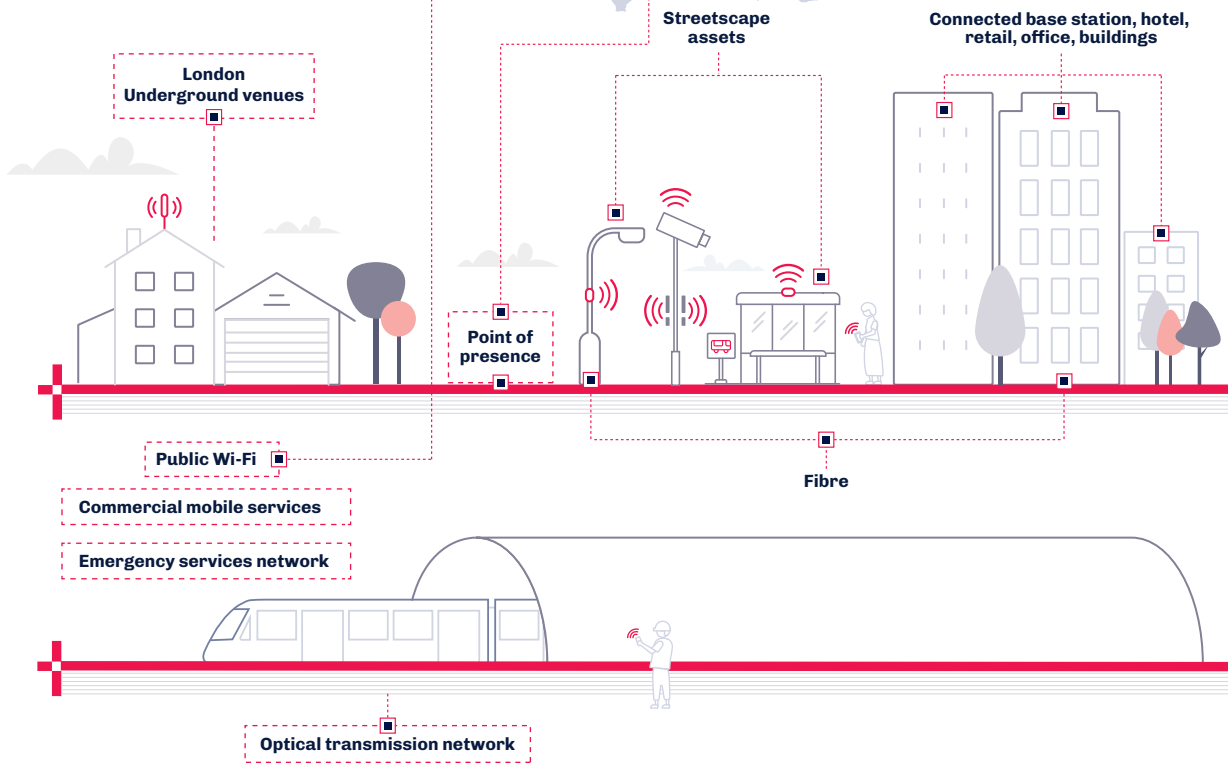 Streetscape
assets
Connected base station, hotel,
retail, office, buildings
London
Underground venues
Point of
presence
Public Wi-Fi
Fibre
Commercial mobile services
Emergency services network
Optical transmission network